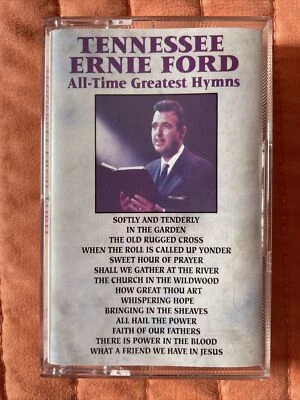 TENNESSEE
ERNIE FORD
All-Time Greatest Hymns
SOFTLY AND TENDERLY
IN THE GARDEN
THE OLD RUGGED CROSS
WHEN THE ROLL IS CALLED UP YONDER
SWEET HOUR OF PRAYER
SHALL WE GATHER AT THE RIVER
THE CHURCH IN THE WILDWOOD
HOW GREAT THOU ART
WHISPERING HOPE
BRINGING IN THE SHEAVES
ALL HAIL THE POWER
FAITH OF OUR FATHERS
THERE IS POWER IN THE BLOOD
WHAT A FRIEND WE HAVE IN JESUS